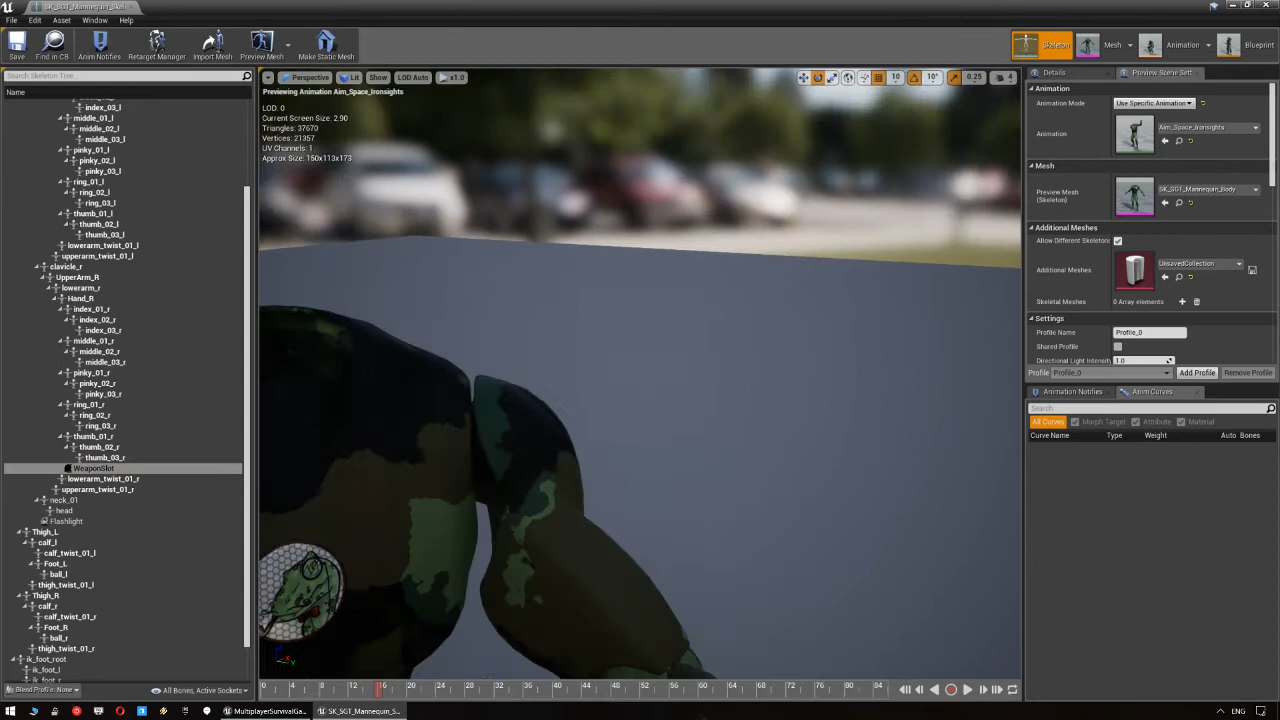 SK_SGT_Mannequin_Skel
File Edit Asset Window Help
Save Find in CB Anim Notifies Retarget Manager Import Mesh Preview Mesh Make Static Mesh Skeleton Mesh Animation Blueprint
Search Skeleton Tree...
Name
index_03_l
middle_01_l
middle_02_l
middle_03_l
pinky_01_l
pinky_02_l
pinky_03_l
ring_01_l
ring_02_l
ring_03_l
thumb_01_l
thumb_02_l
thumb_03_l
lowerarm_twist_01_l
upperarm_twist_01_l
clavicle_r
UpperArm_R
lowerarm_r
Hand_R
index_01_r
index_02_r
index_03_r
middle_01_r
middle_02_r
middle_03_r
pinky_01_r
pinky_02_r
pinky_03_r
ring_01_r
ring_02_r
ring_03_r
thumb_01_r
thumb_02_r
thumb_03_r
WeaponSlot
lowerarm_twist_01_r
upperarm_twist_01_r
neck_01
head
Flashlight
Thigh_L
calf_l
calf_twist_01_l
Foot_L
ball_l
thigh_twist_01_l
Thigh_R
calf_r
calf_twist_01_r
Foot_R
ball_r
thigh_twist_01_r
ik_foot_root
ik_foot_l
Blend Profile: None All Bones, Active Sockets
Perspective Lit Show LOD Auto x1.0 10 10° 0.25 4
Previewing Animation Aim_Space_Ironsights
LOD: 0
Current Screen Size: 2.90
Triangles: 37670
Vertices: 21357
UV Channels: 1
Approx Size: 150x113x173
0 4 8 12 16 20 24 28 32 36 40 44 48 52 56 60 64 68 72 76 80 84
Details Preview Scene Sett
Animation
Animation Mode Use Specific Animation
Animation Aim_Space_Ironsights
Mesh
Preview Mesh SK_SGT_Mannequin_Body
(Skeleton)
Additional Meshes
Allow Different Skeletons
Additional Meshes UnsavedCollection
Skeletal Meshes 0 Array elements
Settings
Profile Name Profile_0
Shared Profile
Directional Light Intensity 1.0
Profile Profile_0 Add Profile Remove Profile
Animation Notifies Anim Curves
Search
All Curves Morph Target Attribute Material
Curve Name Type Weight Auto Bones
MultiplayerSurvivalGa... SK_SGT_Mannequin_S... ENG